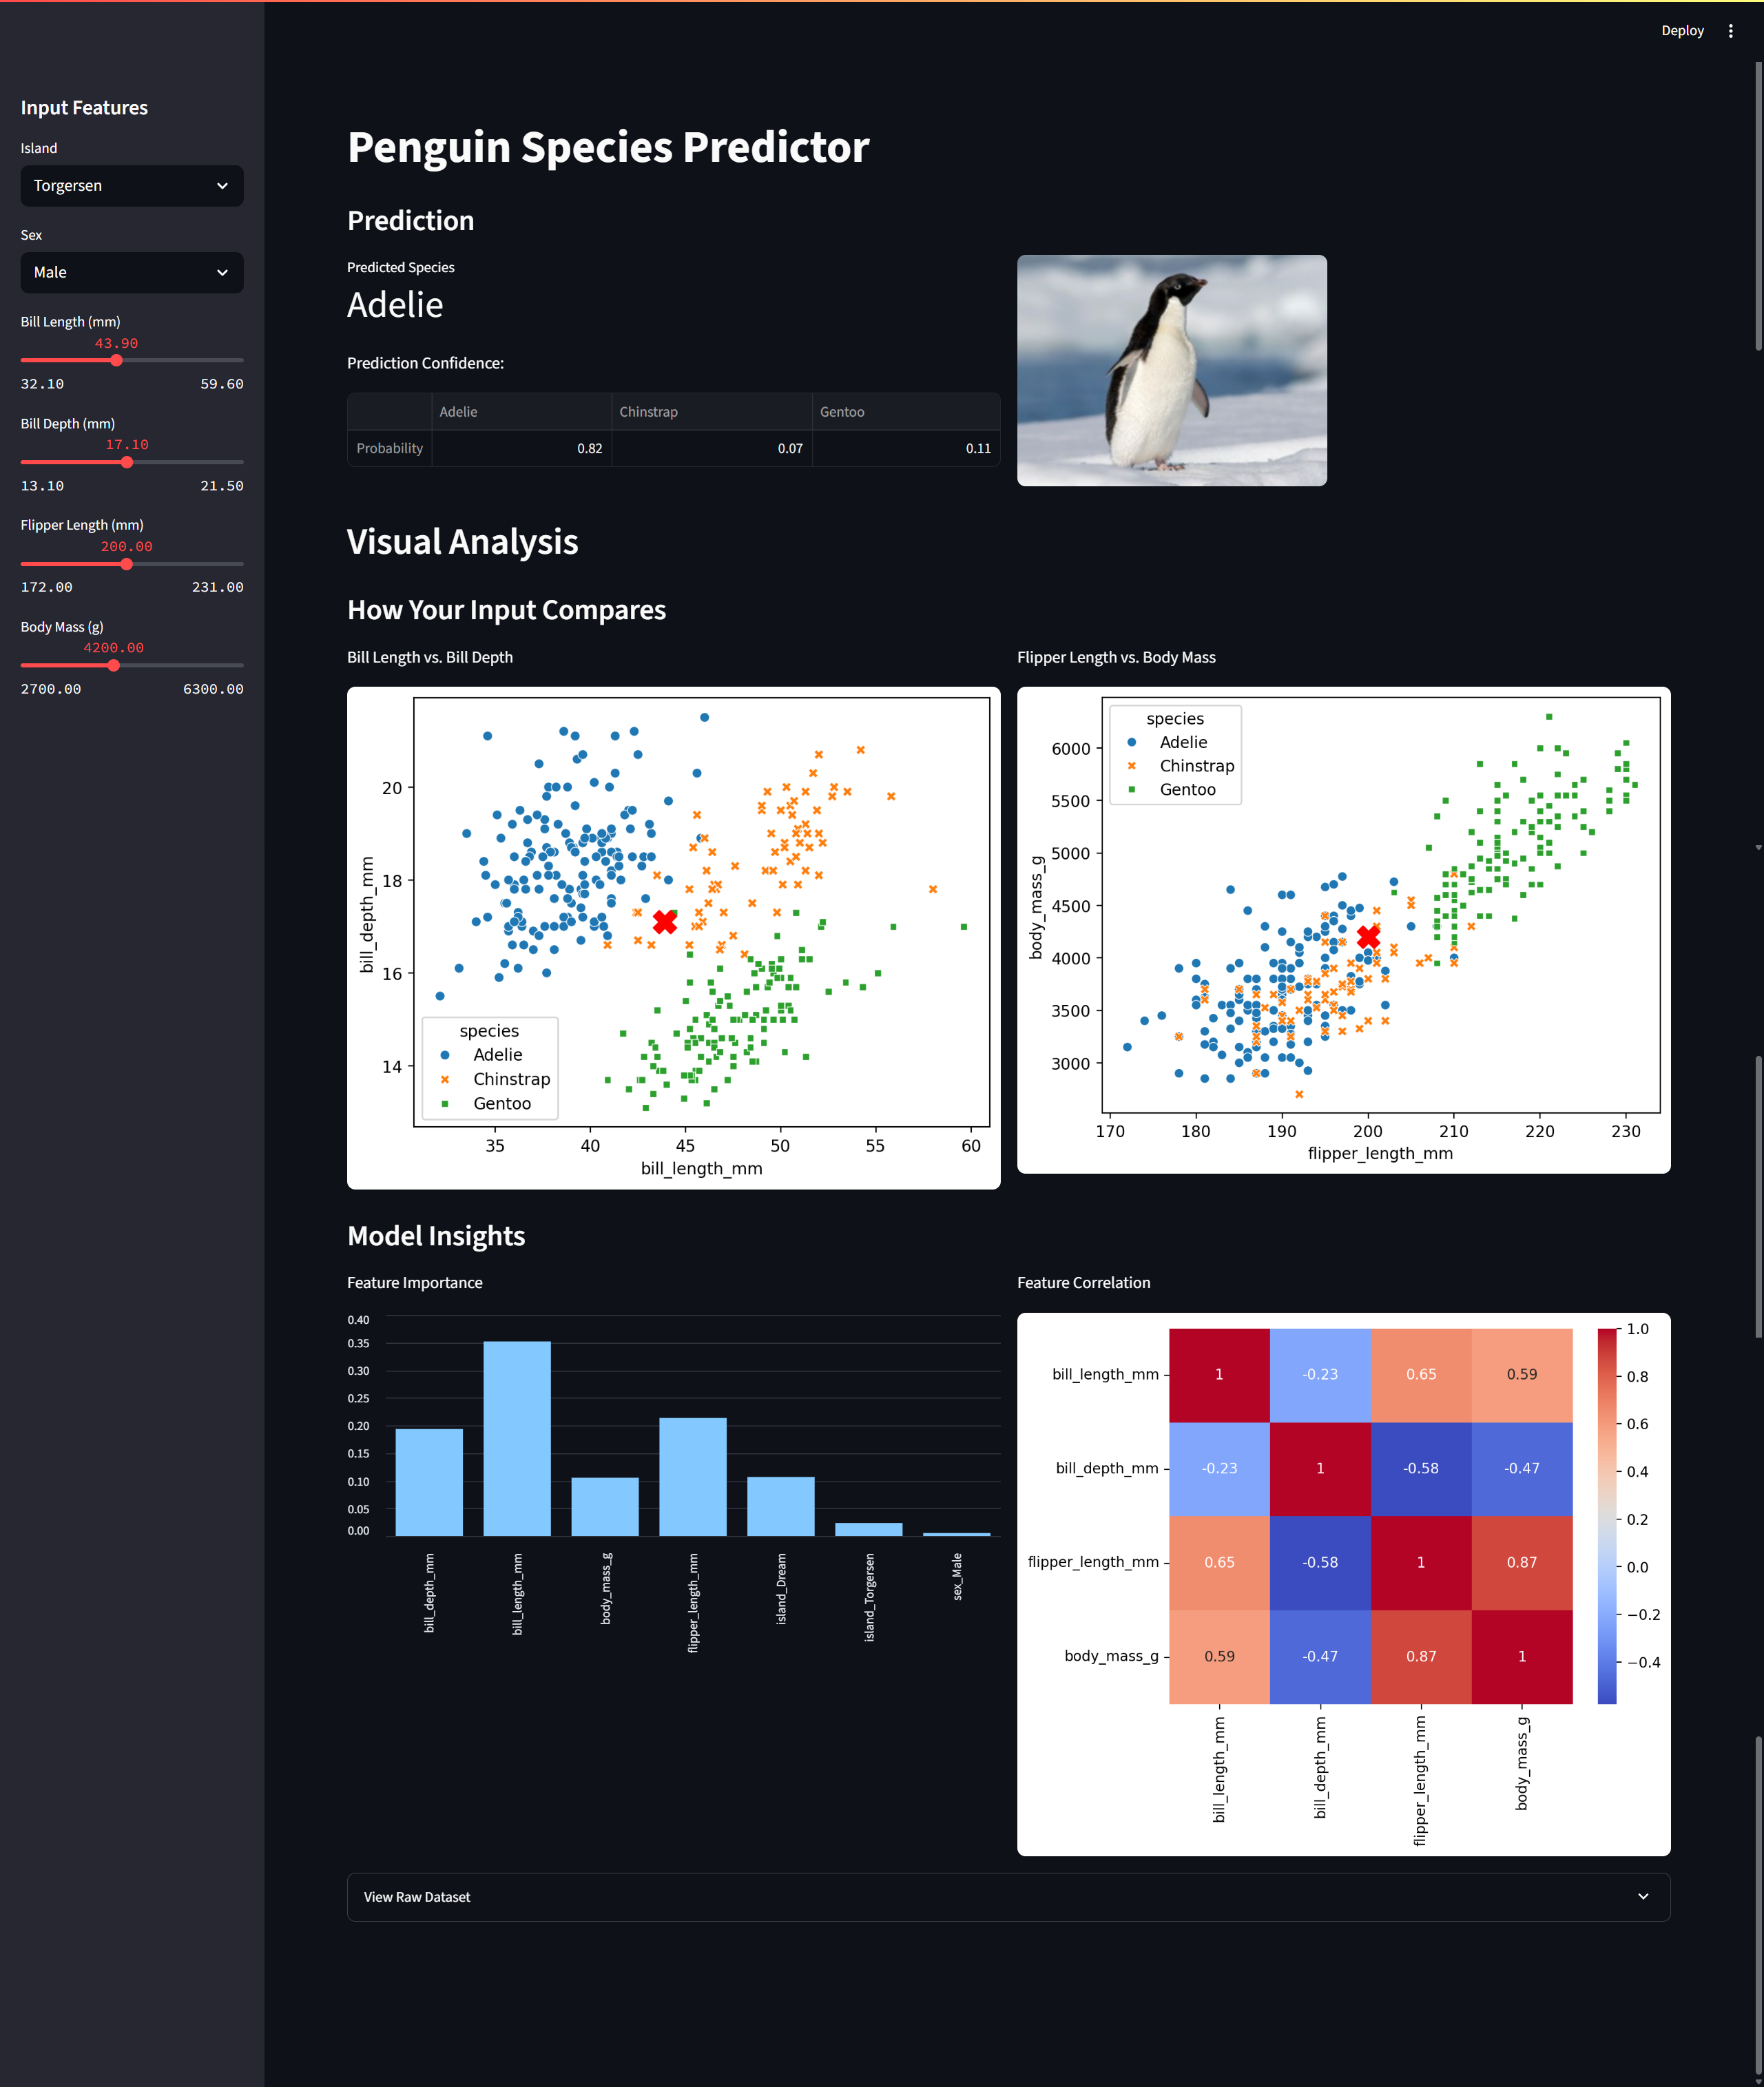 Deploy
Input Features
Island
Torgersen
Sex
Male
Bill Length (mm)
43.90
32.10 59.60
Bill Depth (mm)
17.10
13.10 21.50
Flipper Length (mm)
200.00
172.00 231.00
Body Mass (g)
4200.00
2700.00 6300.00
Penguin Species Predictor
Prediction
Predicted Species
Adelie
Prediction Confidence:
Adelie Chinstrap Gentoo
Probability 0.82 0.07 0.11
Visual Analysis
How Your Input Compares
Bill Length vs. Bill Depth
20
18
16
14
bill_depth_mm
species
Adelie
Chinstrap
Gentoo
35 40 45 50 55 60
bill_length_mm
Flipper Length vs. Body Mass
species
Adelie
Chinstrap
Gentoo
6000
5500
5000
4500
4000
3500
3000
body_mass_g
170 180 190 200 210 220 230
flipper_length_mm
Model Insights
Feature Importance
0.40
0.35
0.30
0.25
0.20
0.15
0.10
0.05
0.00
bill_depth_mm
bill_length_mm
body_mass_g
flipper_length_mm
island_Dream
island_Torgersen
sex_Male
Feature Correlation
bill_length_mm 1 -0.23 0.65 0.59
bill_depth_mm -0.23 1 -0.58 -0.47
flipper_length_mm 0.65 -0.58 1 0.87
body_mass_g 0.59 -0.47 0.87 1
bill_length_mm
bill_depth_mm
flipper_length_mm
body_mass_g
1.0
0.8
0.6
0.4
0.2
0.0
−0.2
−0.4
View Raw Dataset